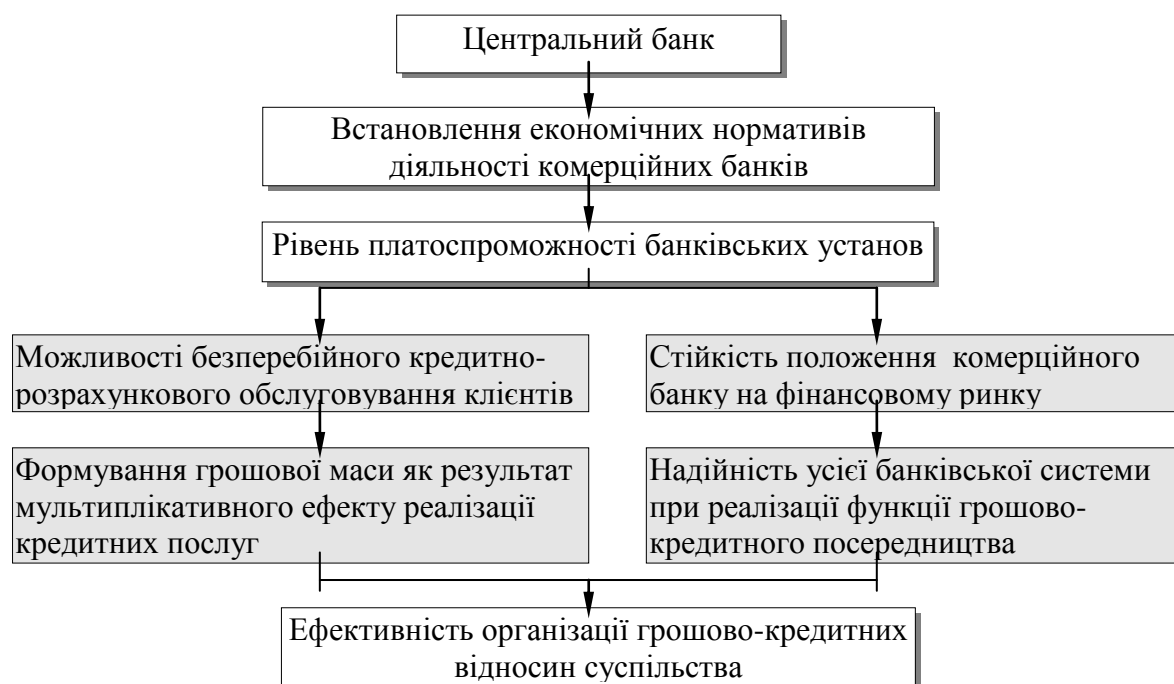 Центральний банк
Встановлення економічних нормативів
діяльності комерційних банків
Рівень платоспроможності банківських установ
Можливості безперебійного кредитно-
розрахункового обслуговування клієнтів
Стійкість положення комерційного
банку на фінансовому ринку
Формування грошової маси як результат
мультиплікативного ефекту реалізації
кредитних послуг
Надійність усієї банківської системи
при реалізації функції грошово-
кредитного посередництва
Ефективність організації грошово-кредитних
відносин суспільства